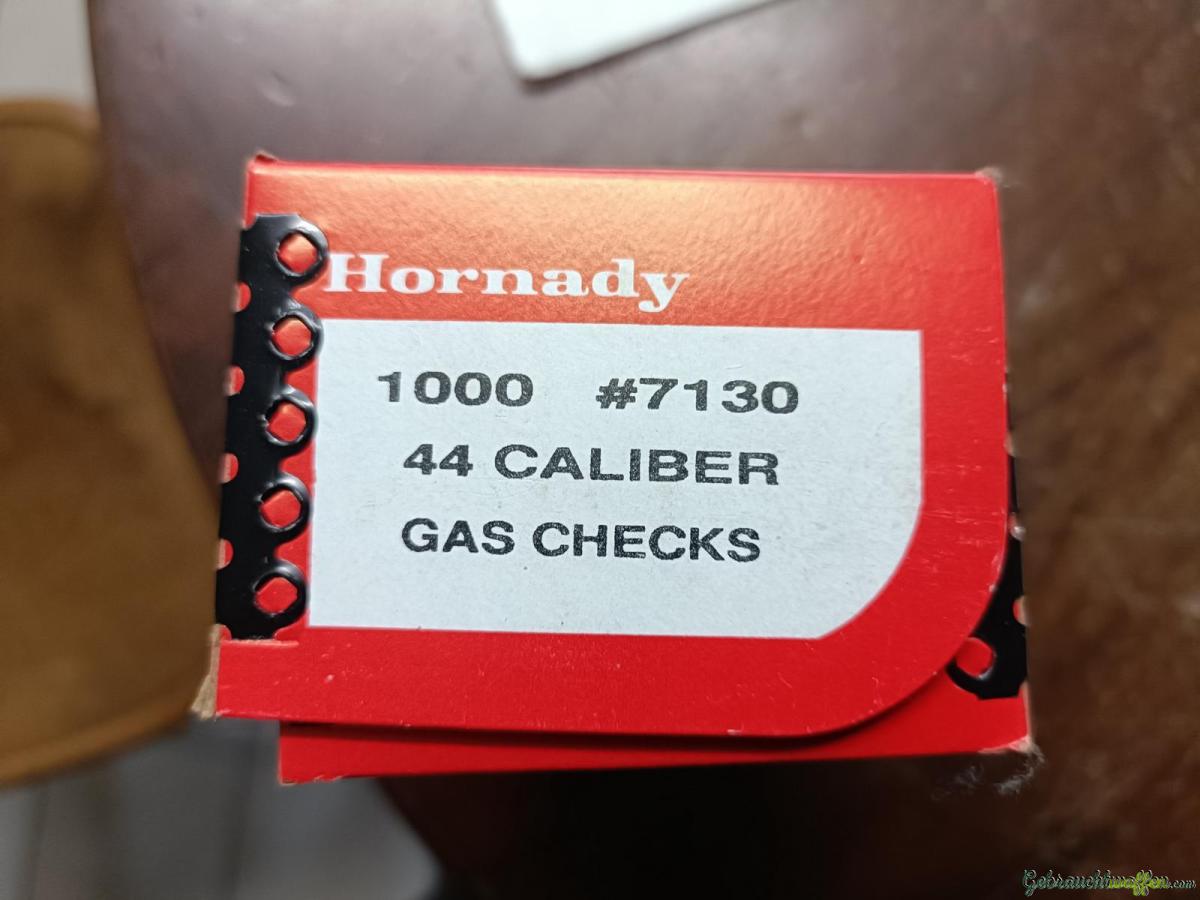 Hornady
1000 #7130
44 CALIBER
GAS CHECKS
Gebrauchtwaffen.com